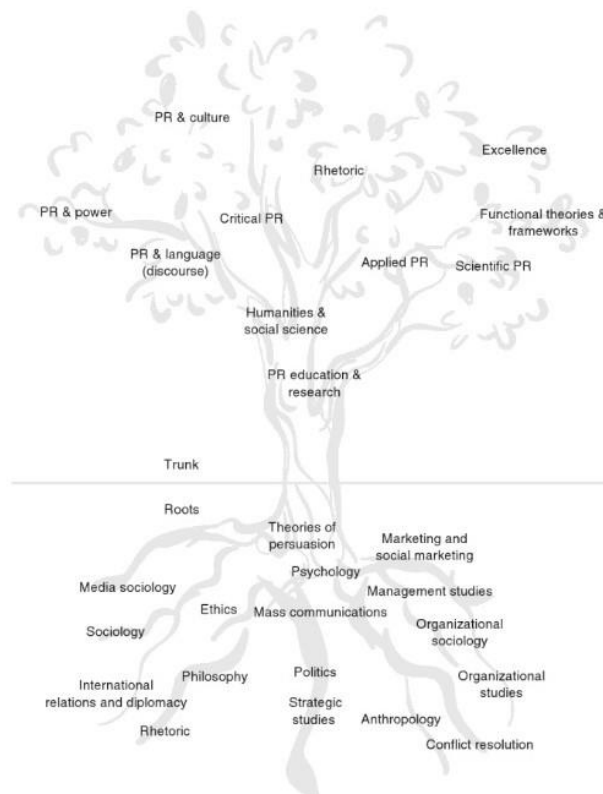 PR & culture
Excellence
Rhetoric
PR & power
Critical PR
Functional theories &
frameworks
PR & language
(discourse)
Applied PR
Scientific PR
Humanities &
social science
PR education &
research
Trunk
Roots
Theories of
persuasion
Marketing and
social marketing
Psychology
Media sociology
Management studies
Ethics
Mass communications
Sociology
Organizational
sociology
Philosophy
Politics
International
relations and diplomacy
Organizational
studies
Strategic
studies
Anthropology
Rhetoric
Conflict resolution